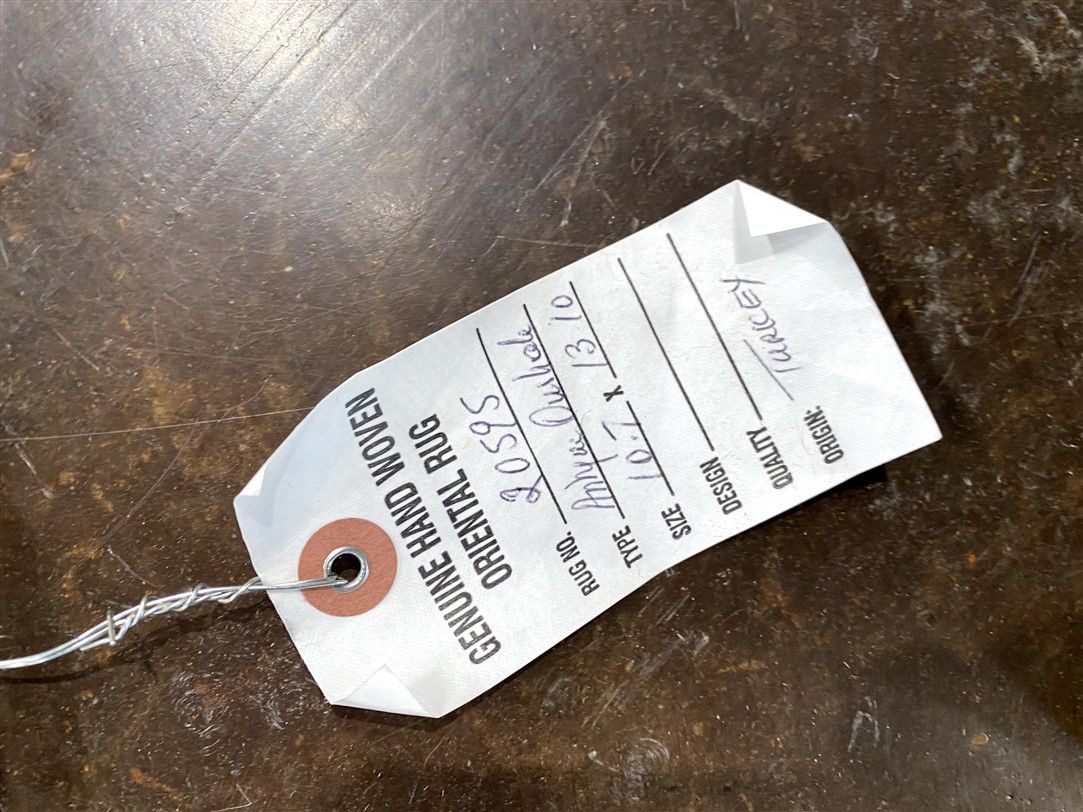 GENUINE HAND WOVEN
ORIENTAL RUG
RUG NO. 20595
TYPE Oushak
SIZE 10.7 X 13.10
DESIGN
QUALITY
ORIGIN: TURKEY